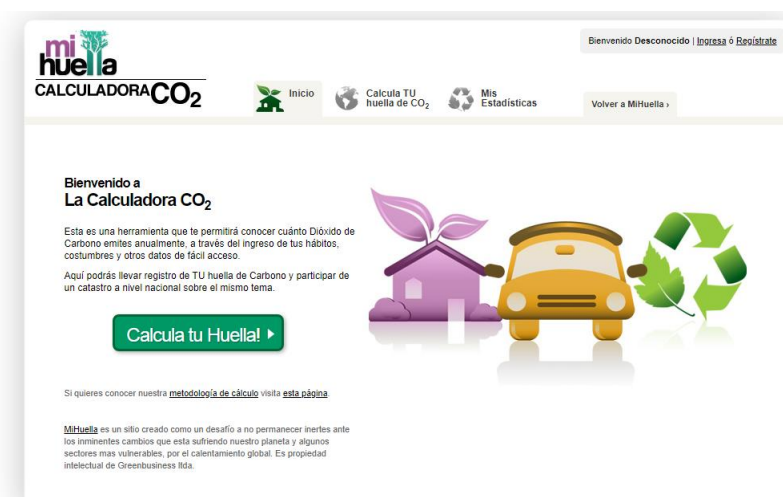 mi
huella
CALCULADORA CO2
Bienvenido Desconocido | Ingresa ó Regístrate
Inicio
Calcula TU
huella de CO2
Mis
Estadísticas
Volver a MiHuella ›
Bienvenido a
La Calculadora CO2
Esta es una herramienta que te permitirá conocer cuánto Dióxido de
Carbono emites anualmente, a través del ingreso de tus hábitos,
costumbres y otros datos de fácil acceso.
Aquí podrás llevar registro de TU huella de Carbono y participar de
un catastro a nivel nacional sobre el mismo tema.
Calcula tu Huella!
Si quieres conocer nuestra metodología de cálculo visita esta página.
MiHuella es un sitio creado como un desafío a no permanecer inertes ante
los inminentes cambios que esta sufriendo nuestro planeta y algunos
sectores mas vulnerables, por el calentamiento global. Es propiedad
intelectual de Greenbusiness ltda.